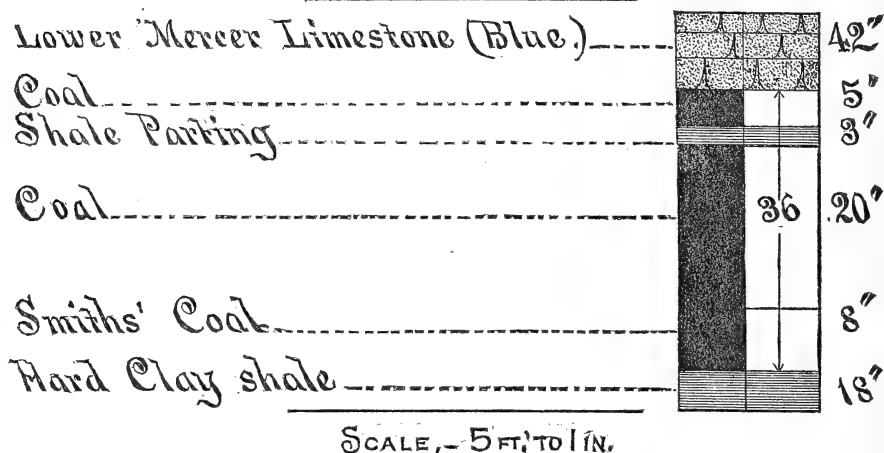 Lower Mercer Limestone (Blue.) 42"
Coal 5"
Shale Parting 3"
Coal 36 20"
Smiths' Coal 8"
Hard Clay shale 18"
SCALE,- 5 FT, TO 1 IN.